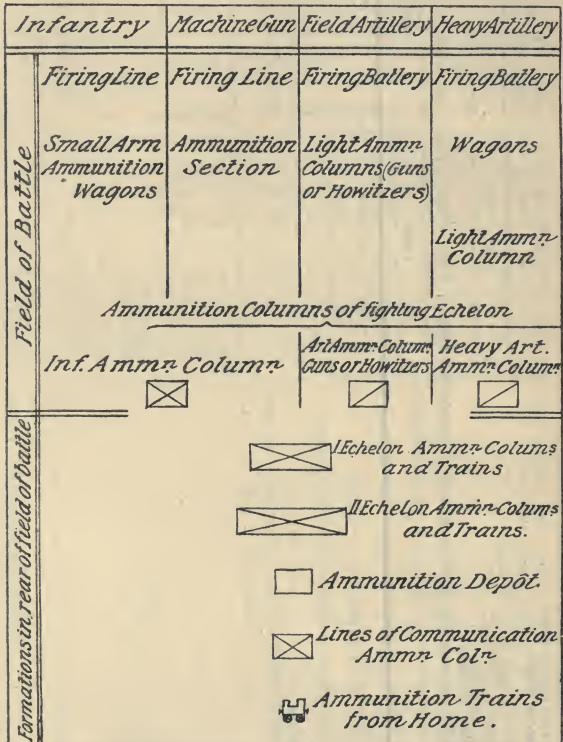 Infantry
Machine Gun
Field Artillery
Heavy Artillery
Field of Battle
Firing Line
Firing Line
Firing Battery
Firing Battery
Small Arm
Ammunition
Wagons
Ammunition
Section
Light Ammn
Columns (Guns
or Howitzers)
Wagons
Light Ammn
Column
Ammunition Columns of fighting Echelon
Inf. Ammn Column
Art Ammn Column
Guns or Howitzers
Heavy Art.
Ammn Column
Formations in rear of field of battle
I Echelon Ammn Colums
and Trains
II Echelon Ammn Colums
and Trains.
Ammunition Depôt.
Lines of Communication
Ammn Coln
Ammunition Trains
from Home.